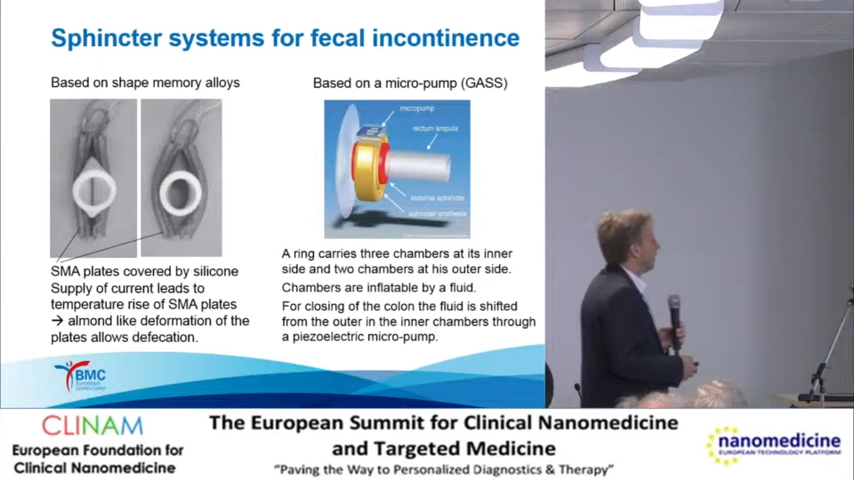 Sphincter systems for fecal incontinence
Based on shape memory alloys
SMA plates covered by silicone
Supply of current leads to
temperature rise of SMA plates
→ almond like deformation of the
plates allows defecation.
Based on a micro-pump (GASS)
micropump
rectum ampula
external sphincter
sphincter prosthesis
A ring carries three chambers at its inner
side and two chambers at his outer side.
Chambers are inflatable by a fluid.
For closing of the colon the fluid is shifted
from the outer in the inner chambers through
a piezoelectric micro-pump.
BMC
CLINAM
European Foundation for
Clinical Nanomedicine
The European Summit for Clinical Nanomedicine
and Targeted Medicine
“Paving the Way to Personalized Diagnostics & Therapy”
nanomedicine
EUROPEAN TECHNOLOGY PLATFORM